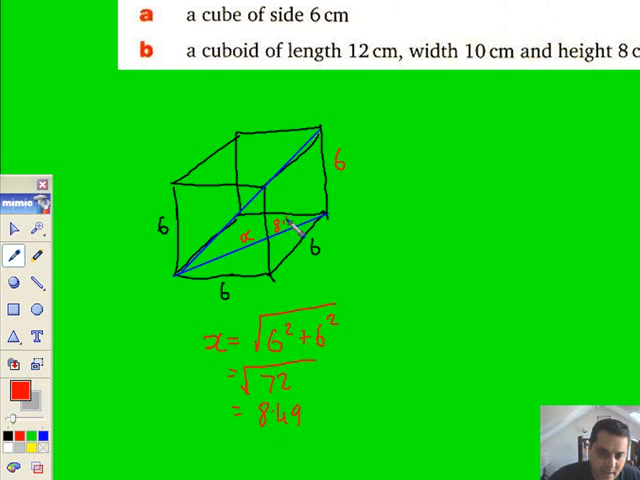 a a cube of side 6 cm
b a cuboid of length 12 cm, width 10 cm and height 8 c
6
6
x 8.
6
6
mimio
T
x = √6² + 6²
= √72
= 8.49